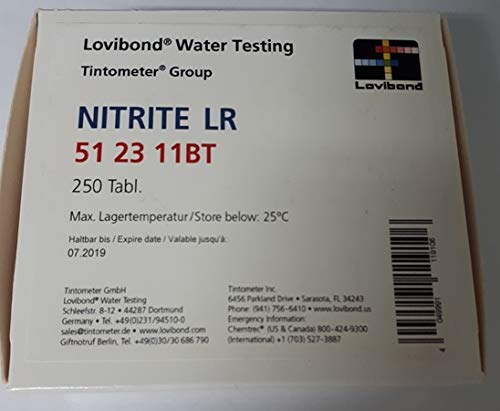 Lovibond® Water Testing
Tintometer® Group
Lovibond
NITRITE LR
51 23 11BT
250 Tabl.
Max. Lagertemperatur/Store below: 25°C
Haltbar bis / Expire date / Valable jusqu'à:
07.2019
Tintometer GmbH
Lovibond® Water Testing
Schleefstr. 8-12 • 44287 Dortmund
Germany • Tel. +49(0)231/94510-0
sales@tintometer.de • www.lovibond.com
Giftnotruf Berlin, Tel. +49(0)30/30 686 790
Tintometer Inc.
6456 Parkland Drive • Sarasota, FL 34243
Phone: (941) 756-6410 • www.lovibond.us
Emergency Information:
Chemtrec® (US & Canada) 800-424-9300
(International) +1 (703) 527-3887
4 049991 119106